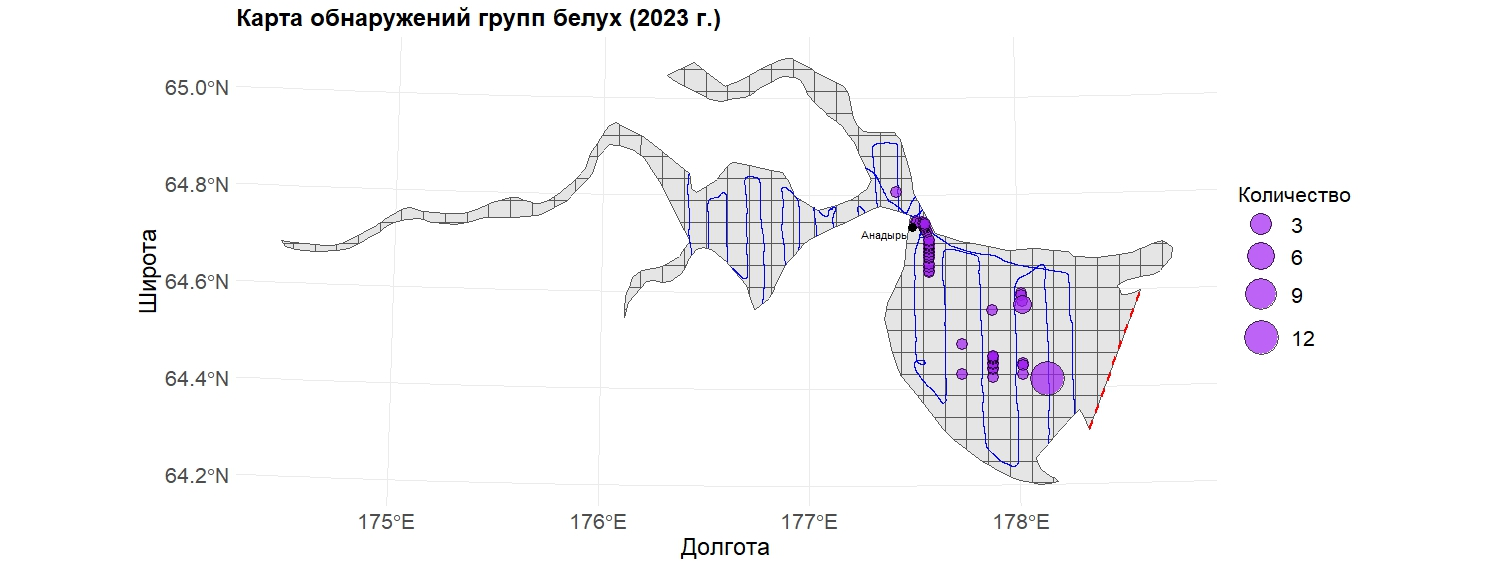 Карта обнаружений групп белух (2023 г.)
65.0°N
64.8°N
64.6°N
64.4°N
64.2°N
Широта
Анадырь
175°E
176°E
177°E
178°E
Долгота
Количество
3
6
9
12